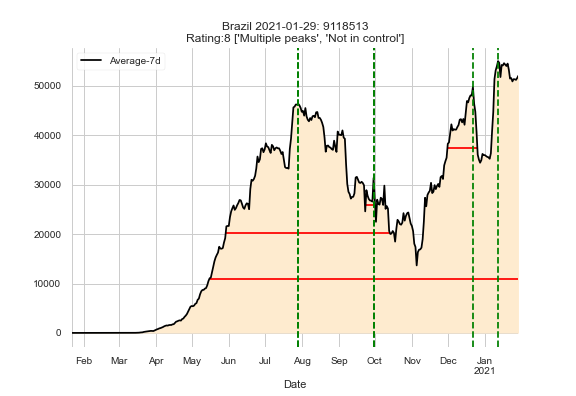 Brazil 2021-01-29: 9118513
Rating:8 ['Multiple peaks', 'Not in control']
Average-7d
50000
40000
30000
20000
10000
0
Feb Mar Apr May Jun Jul Aug Sep Oct Nov Dec Jan
2021
Date